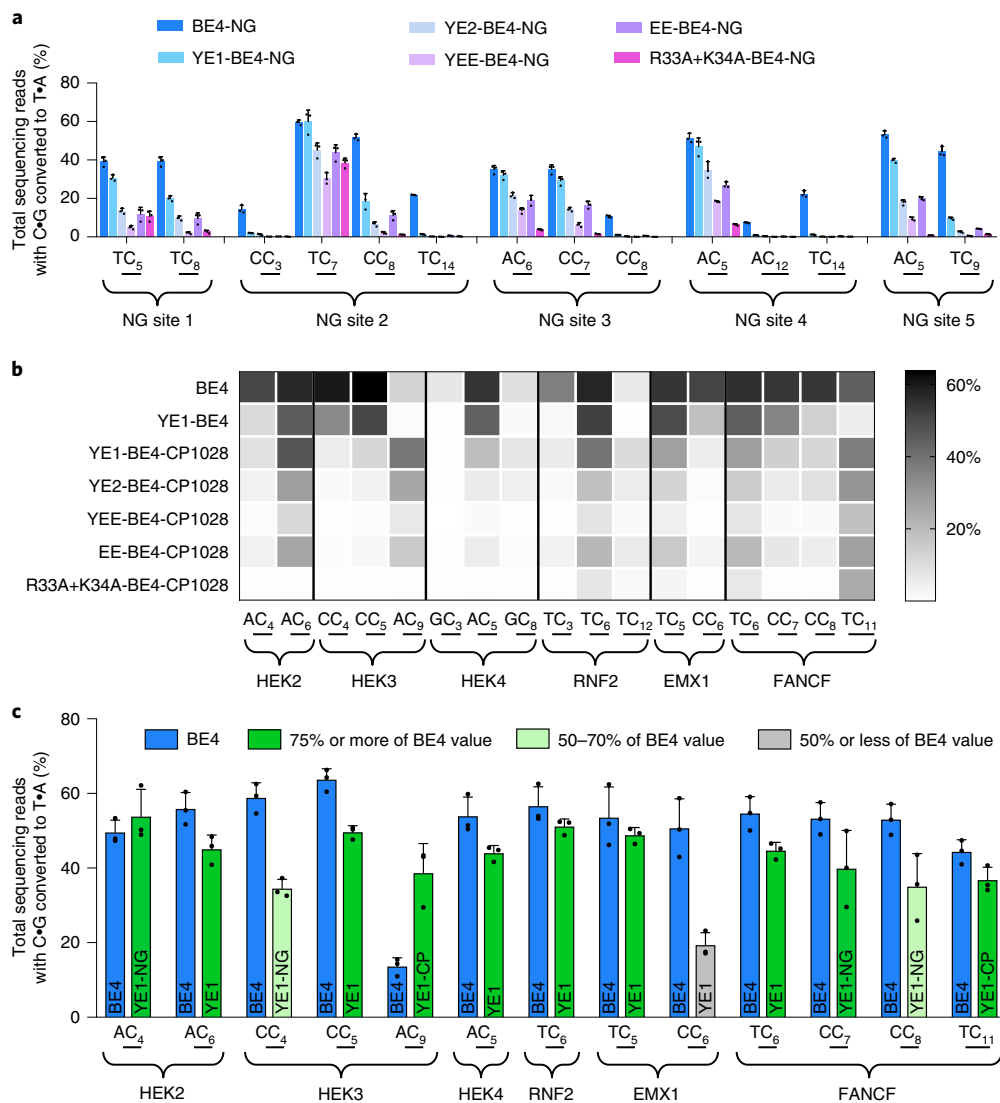 a
BE4-NG YE2-BE4-NG EE-BE4-NG
YE1-BE4-NG YEE-BE4-NG R33A+K34A-BE4-NG
Total sequencing reads
with C•G converted to T•A (%)
80
60
40
20
0
TC5 TC8 CC3 TC7 CC8 TC14 AC6 CC7 CC8 AC5 AC12 TC14 AC5 TC9
NG site 1 NG site 2 NG site 3 NG site 4 NG site 5
b
BE4
YE1-BE4
YE1-BE4-CP1028
YE2-BE4-CP1028
YEE-BE4-CP1028
EE-BE4-CP1028
R33A+K34A-BE4-CP1028
60%
40%
20%
AC4 AC6 CC4 CC5 AC9 GC3 AC5 GC8 TC3 TC6 TC12 TC5 CC6 TC6 CC7 CC8 TC11
HEK2 HEK3 HEK4 RNF2 EMX1 FANCF
c
BE4 75% or more of BE4 value 50–70% of BE4 value 50% or less of BE4 value
Total sequencing reads
with C•G converted to T•A (%)
80
60
40
20
0
BE4 YE1-NG BE4 YE1 BE4 YE1-NG BE4 YE1 BE4 YE1-CP BE4 YE1 BE4 YE1 BE4 YE1 BE4 YE1 BE4 YE1 BE4 YE1-NG BE4 YE1-NG BE4 YE1-CP
AC4 AC6 CC4 CC5 AC9 AC5 TC6 TC5 CC6 TC6 CC7 CC8 TC11
HEK2 HEK3 HEK4 RNF2 EMX1 FANCF